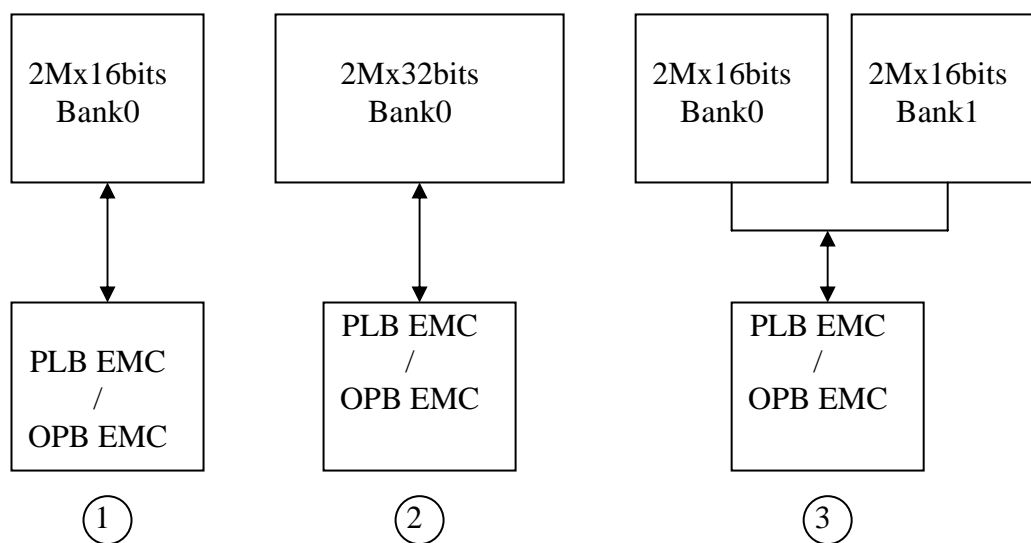 2Mx16bits
Bank0
2Mx32bits
Bank0
2Mx16bits
Bank0
2Mx16bits
Bank1
PLB EMC
/
OPB EMC
PLB EMC
/
OPB EMC
PLB EMC
/
OPB EMC
1
2
3